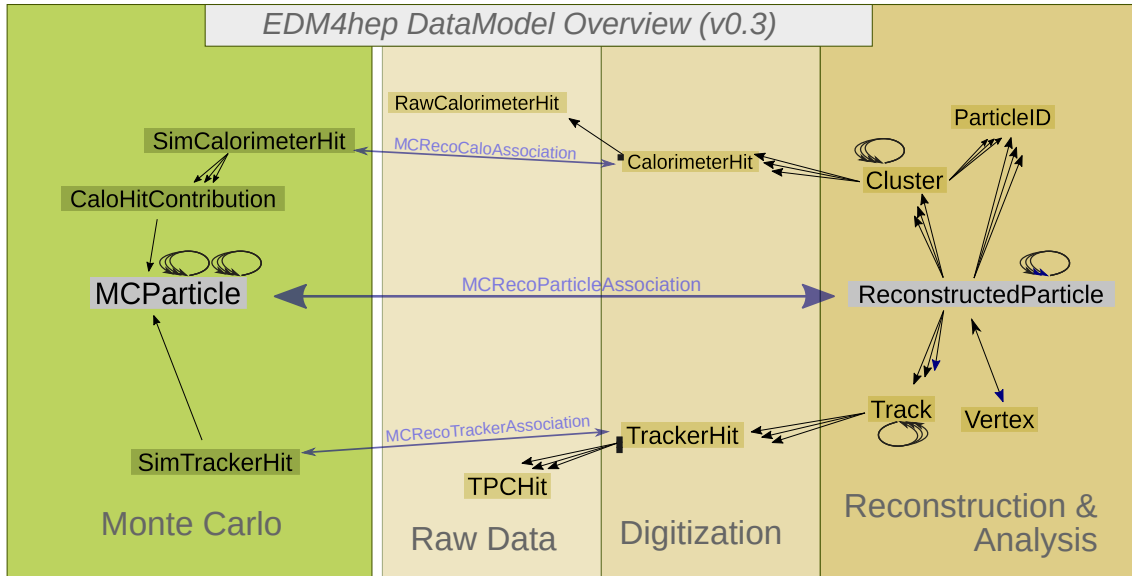 EDM4hep DataModel Overview (v0.3)
RawCalorimeterHit
ParticleID
SimCalorimeterHit
MCRecoCaloAssociation
CalorimeterHit
Cluster
CaloHitContribution
MCRecoParticleAssociation
MCParticle
ReconstructedParticle
Track
Vertex
MCRecoTrackerAssociation
TrackerHit
SimTrackerHit
TPCHit
Monte Carlo
Raw Data
Digitization
Reconstruction &
Analysis